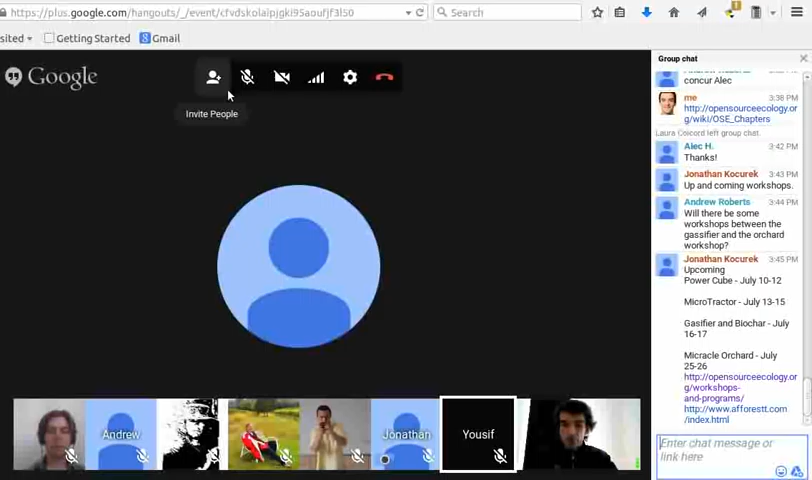 https://plus.google.com/hangouts/_/event/cfvdskolaipjgki95aoufjf3l50
Search
sited
Getting Started
Gmail
Google
Invite People
Andrew
Jonathan
Yousif
Group chat
concur Alec
me 3:38 PM
http://opensourceecology.or
g/wiki/OSE_Chapters
Laura Colcord left group chat.
Alec H. 3:42 PM
Thanks!
Jonathan Kocurek 3:43 PM
Up and coming workshops.
Andrew Roberts 3:44 PM
Will there be some
workshops between the
gassifier and the orchard
workshop?
Jonathan Kocurek 3:45 PM
Upcoming
Power Cube - July 10-12
MicroTractor - July 13-15
Gasifier and Biochar - July
16-17
Micracle Orchard - July
25-26
http://opensourceecology.or
g/workshops-
and-programs/
http://www.afforestt.com
/index.html
Enter chat message or
link here